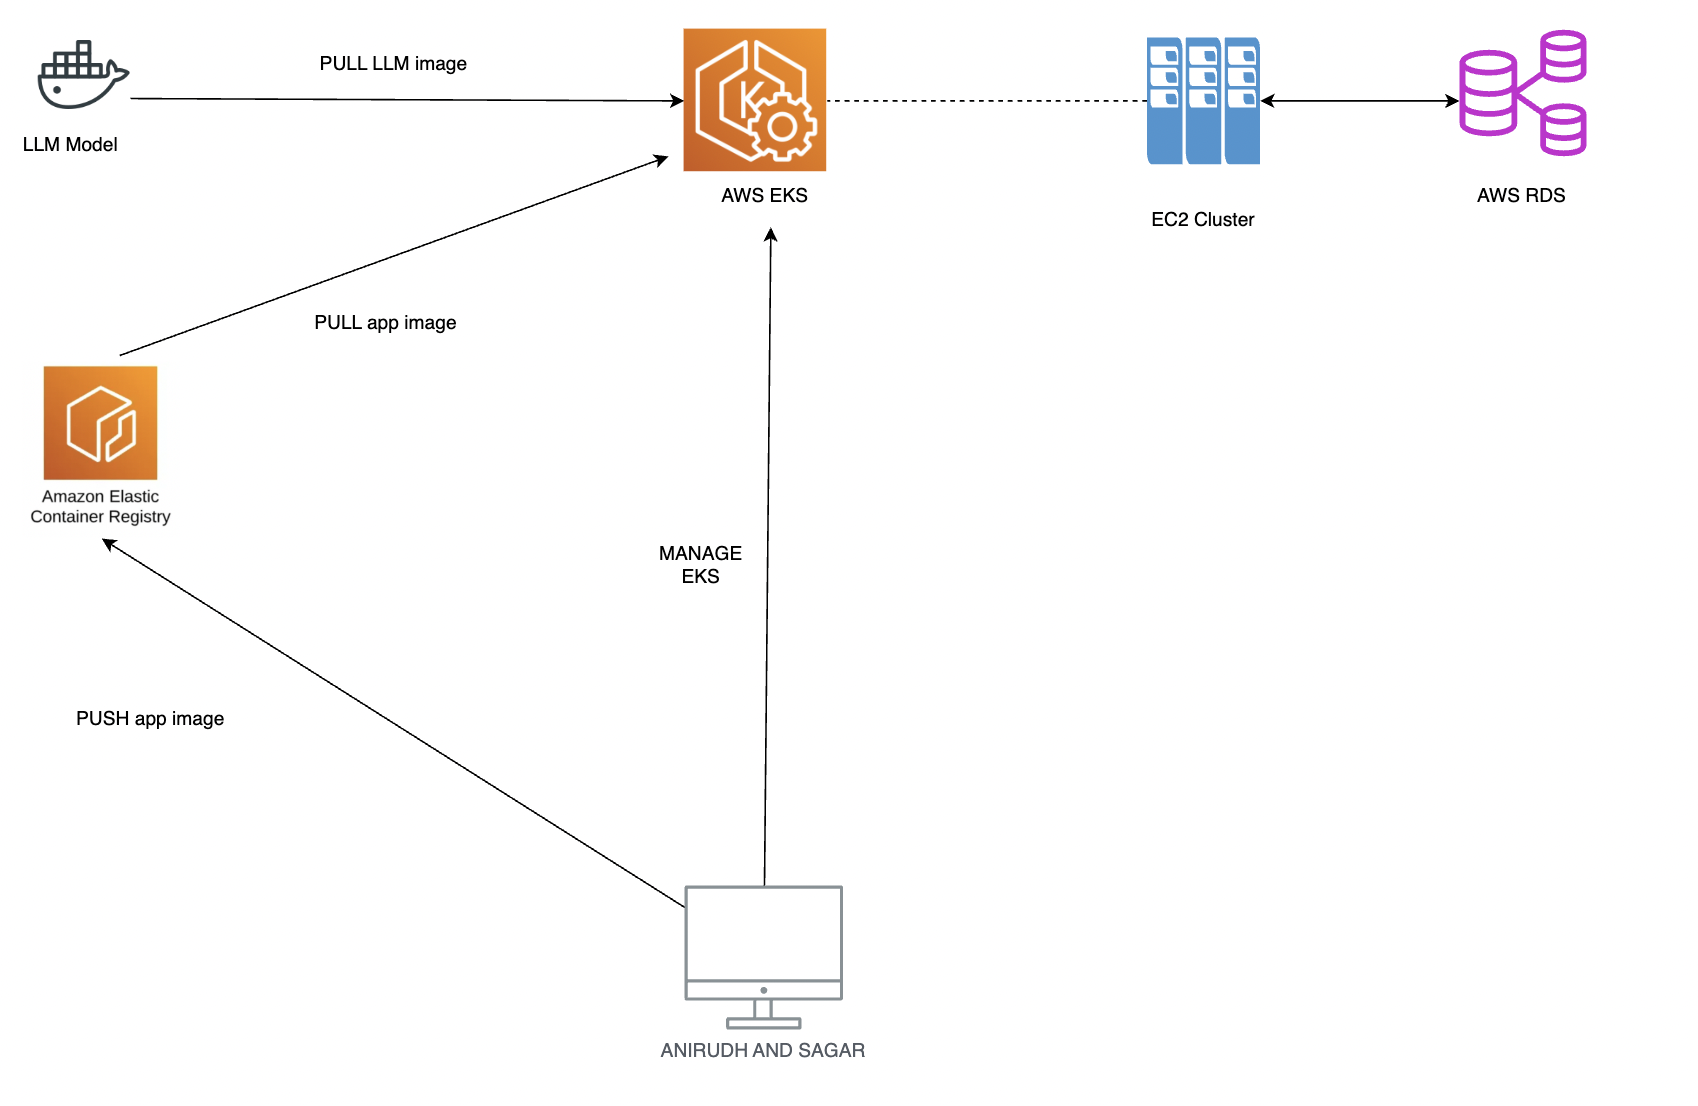 PULL LLM image
LLM Model
AWS EKS
EC2 Cluster
AWS RDS
PULL app image
Amazon Elastic
Container Registry
MANAGE
EKS
PUSH app image
ANIRUDH AND SAGAR